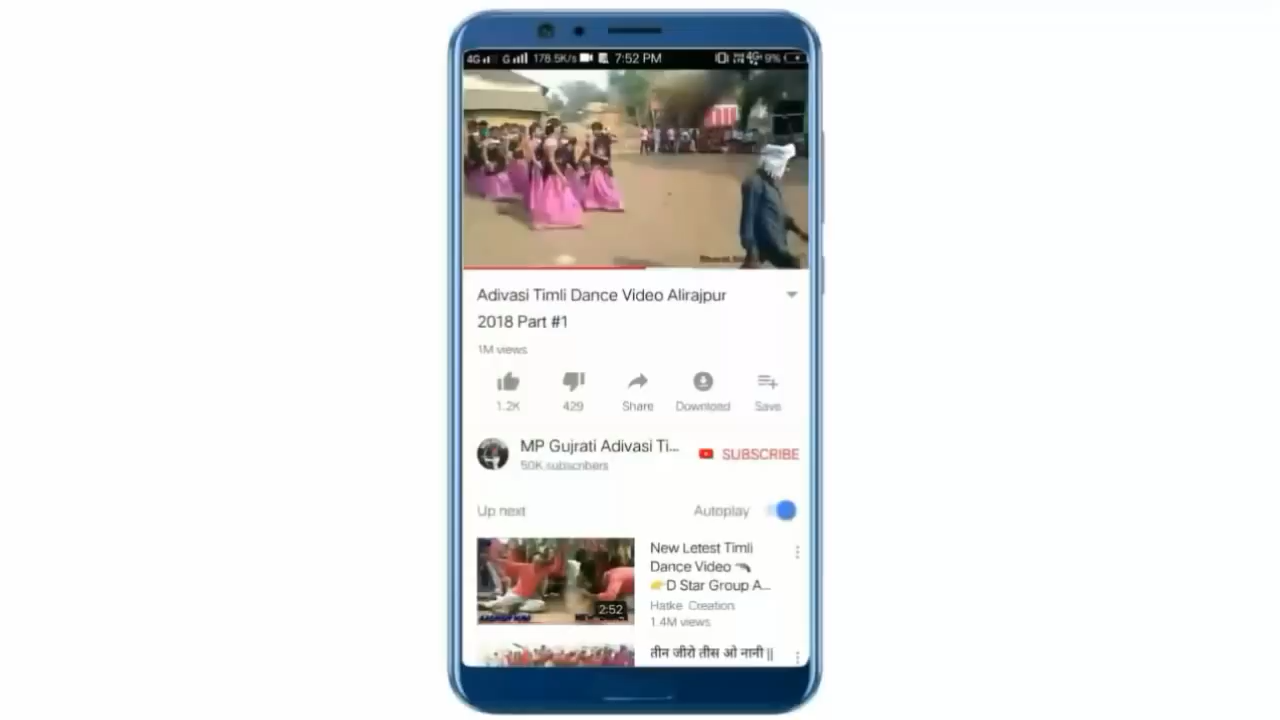 4G G 178.5K/s 7:52 PM 4G+ 9%
Adivasi Timli Dance Video Alirajpur
2018 Part #1
1M views
1.2K 429 Share Download Save
MP Gujrati Adivasi Ti...
SUBSCRIBE
50K subscribers
Up next Autoplay
New Letest Timli
Dance Video
D Star Group A...
2:52
Hatke Creation
1.4M views
तीन जीरो तीस ओ नानी ||